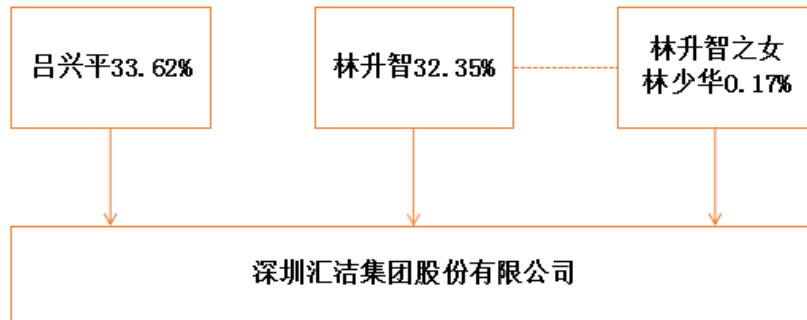 吕兴平33.62%
林升智32.35%
林升智之女
林少华0.17%
深圳汇洁集团股份有限公司